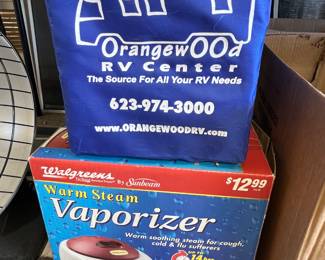 OrangewOOd
RV Center
The Source For All Your RV Needs
623-974-3000
www.ORANGEWOODRV.com
Walgreens
By Sunbeam
$12.99
Warm Steam
Vaporizer
Warm soothing steam for cough,
cold & flu sufferers